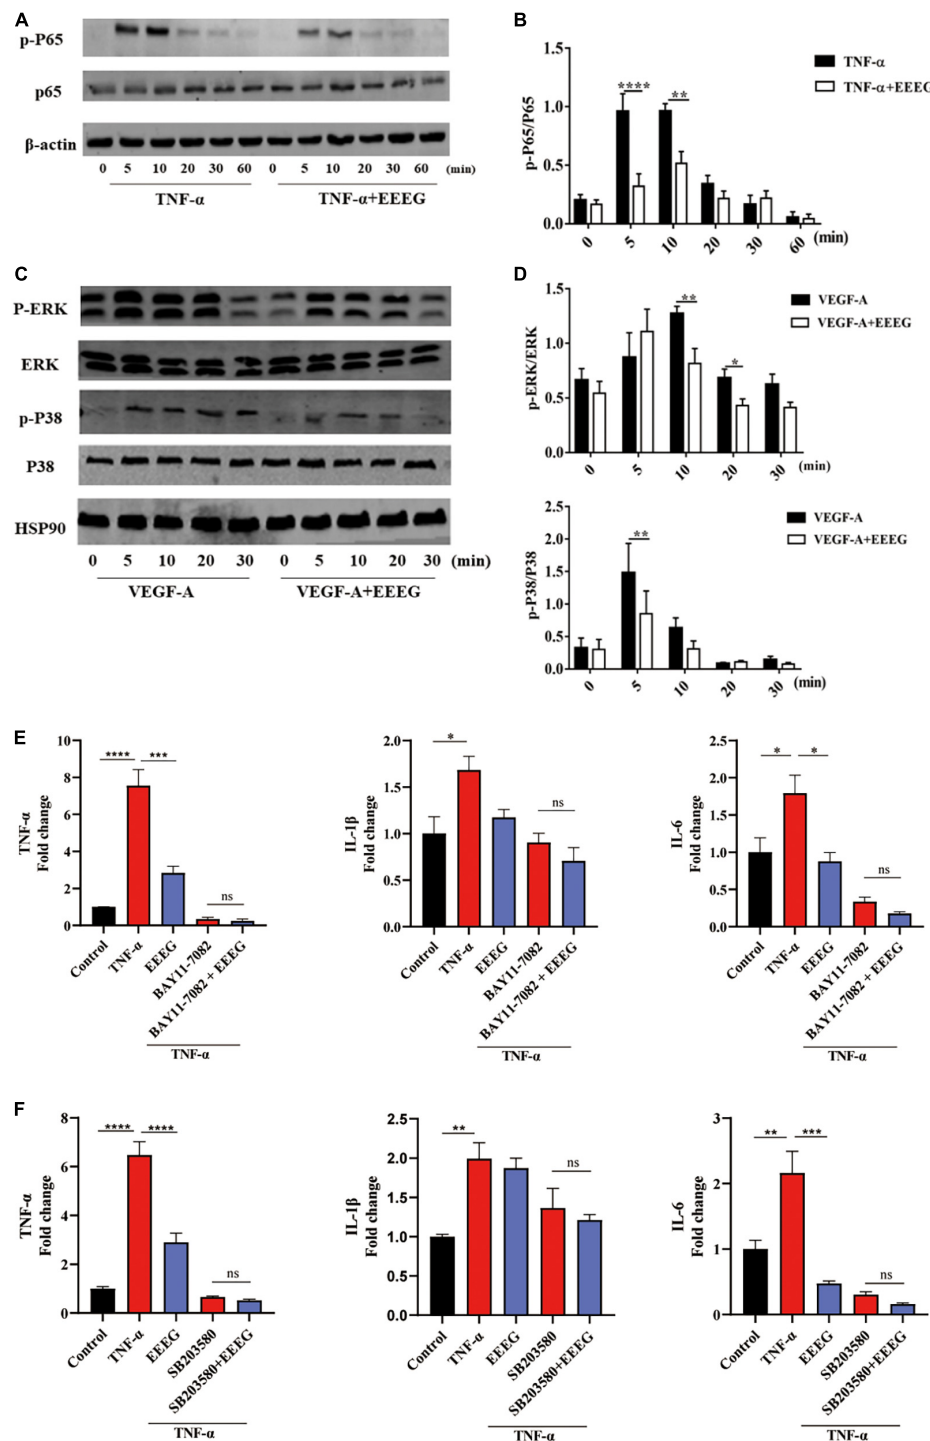 A
p-P65
p65
β-actin
0 5 10 20 30 60 0 5 10 20 30 60 (min)
TNF-α TNF-α+EEEG
B
p-P65/P65
1.5
1.0
0.5
0.0
**** **
TNF-α
TNF-α+EEEG
0 5 10 20 30 60 (min)
C
P-ERK
ERK
p-P38
P38
HSP90
0 5 10 20 30 0 5 10 20 30 (min)
VEGF-A VEGF-A+EEEG
D
p-ERK/ERK
1.5
1.0
0.5
0.0
** *
VEGF-A
VEGF-A+EEEG
0 5 10 20 30 (min)
p-P38/P38
2.5
2.0
1.5
1.0
0.5
0.0
**
VEGF-A
VEGF-A+EEEG
0 5 10 20 30 (min)
E
TNF-α
Fold change
10
8
6
4
2
0
**** *** ns
Control TNF-α EEEG BAY11-7082 BAY11-7082 + EEEG
TNF-α
IL-1β
Fold change
2.0
1.5
1.0
0.5
0.0
* ns
Control TNF-α EEEG BAY11-7082 BAY11-7082 + EEEG
TNF-α
IL-6
Fold change
2.5
2.0
1.5
1.0
0.5
0.0
* * ns
Control TNF-α EEEG BAY11-7082 BAY11-7082 + EEEG
TNF-α
F
TNF-α
Fold change
8
6
4
2
0
**** **** ns
Control TNF-α EEEG SB203580 SB203580+EEEG
TNF-α
IL-1β
Fold change
2.5
2.0
1.5
1.0
0.5
0.0
** ns
Control TNF-α EEEG SB203580 SB203580+EEEG
TNF-α
IL-6
Fold change
3
2
1
0
** *** ns
Control TNF-α EEEG SB203580 SB203580+EEEG
TNF-α